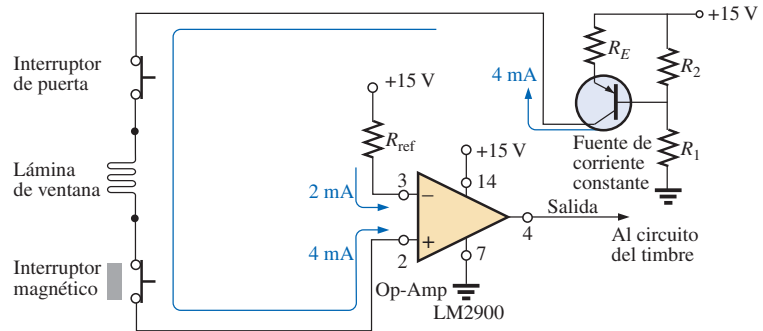 +15 V
R_E
R_2
4 mA
Interruptor
de puerta
+15 V
R_ref
R_1
Fuente de
corriente
constante
+15 V
Lámina
de ventana
2 mA
3
−
14
Salida
4
Al circuito
del timbre
4 mA
+
2
7
Interruptor
magnético
Op-Amp
LM2900